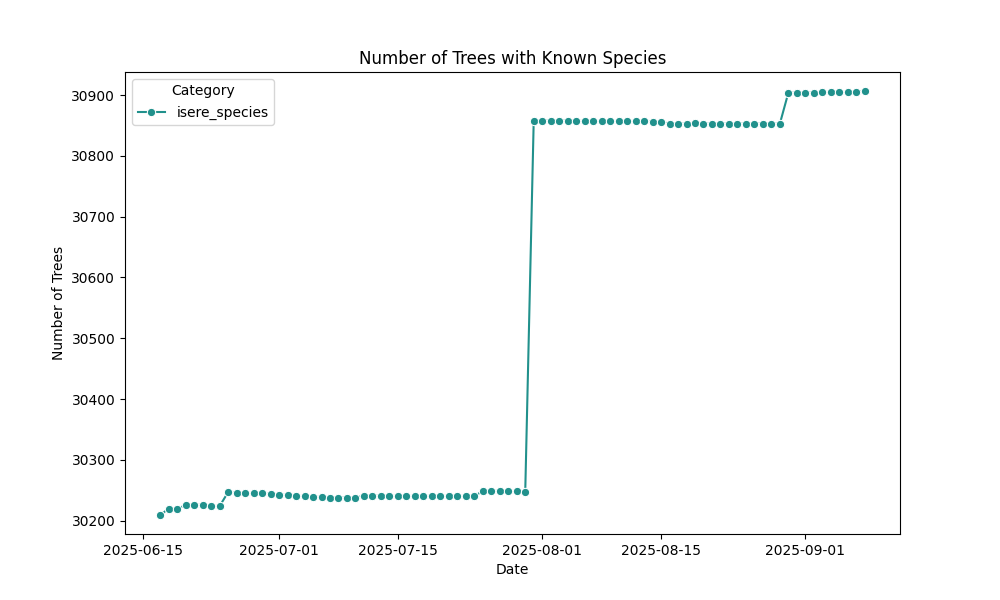 Number of Trees with Known Species
Category
isere_species
30900
30800
30700
30600
30500
30400
30300
30200
Number of Trees
2025-06-15
2025-07-01
2025-07-15
2025-08-01
2025-08-15
2025-09-01
Date